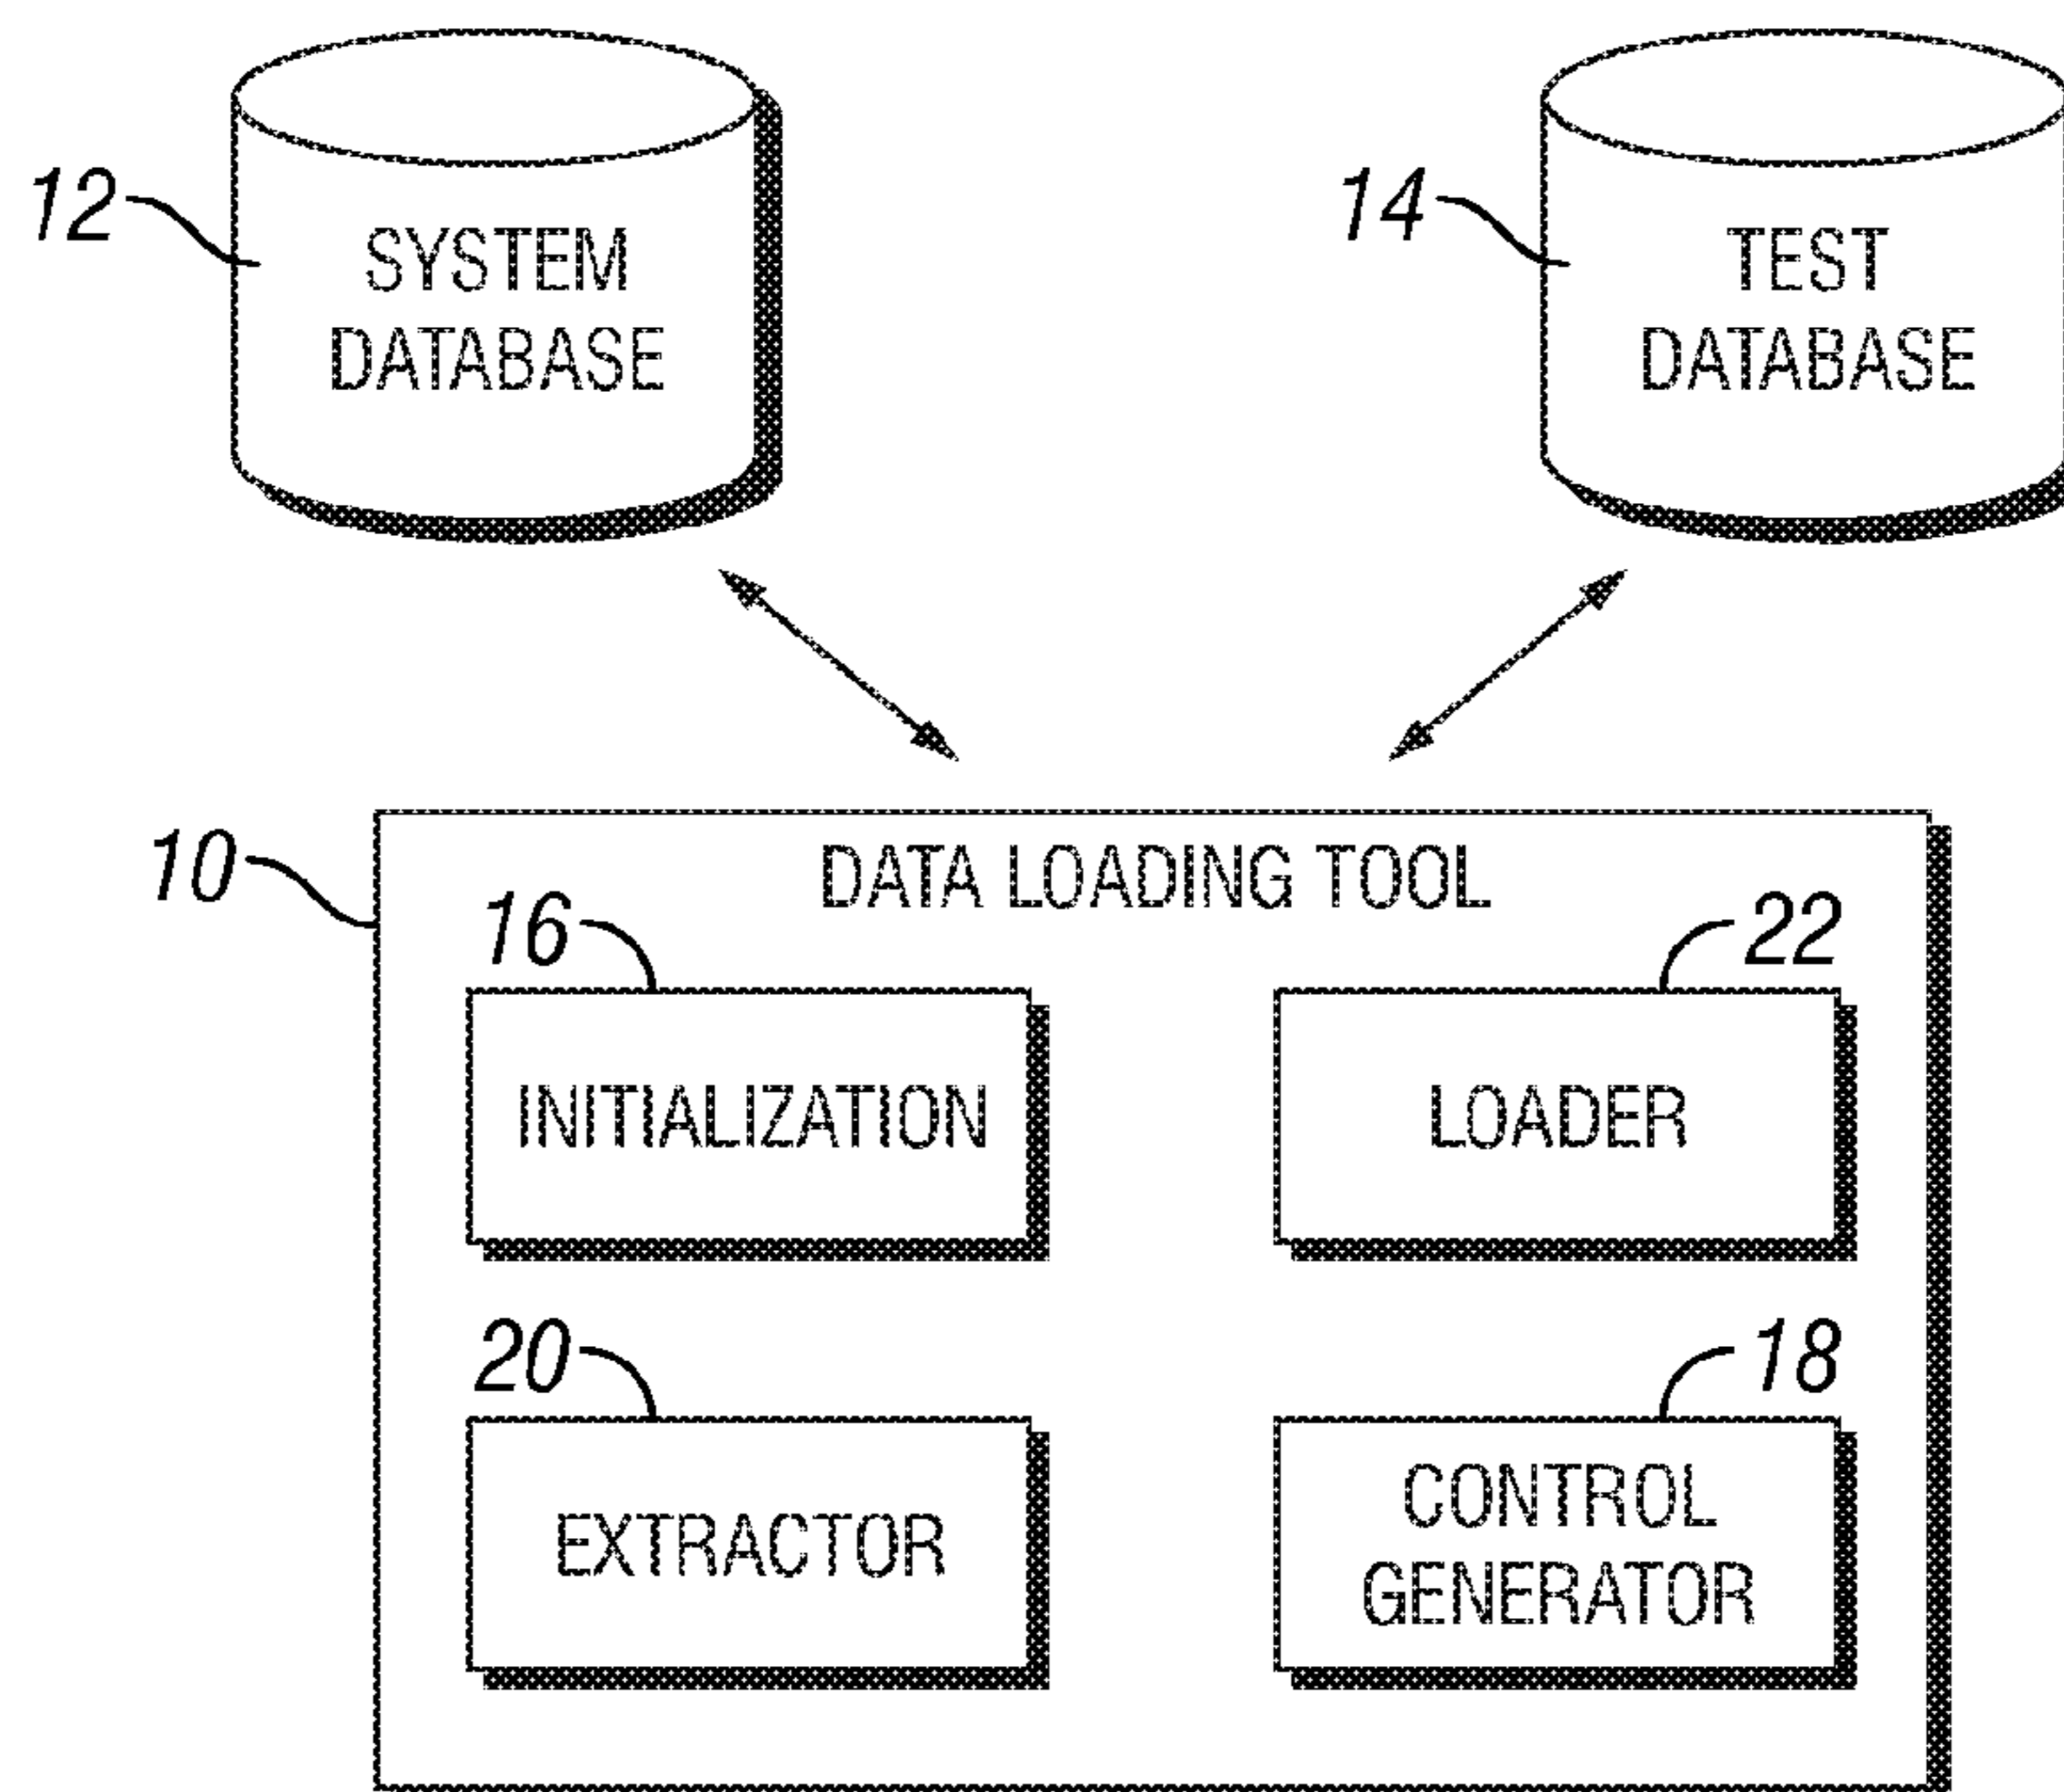 12
SYSTEM
DATABASE
14
TEST
DATABASE
10
DATA LOADING TOOL
16
INITIALIZATION
22
LOADER
20
EXTRACTOR
18
CONTROL
GENERATOR